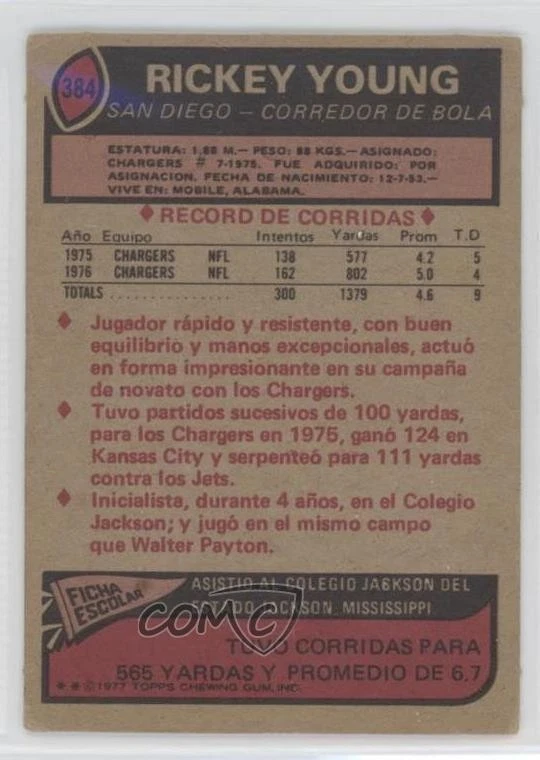 384
RICKEY YOUNG
SAN DIEGO – CORREDOR DE BOLA
ESTATURA: 1.88 M.— PESO: 88 KGS.— ASIGNADO:
CHARGERS # 7-1975. FUE ADQUIRIDO: POR
ASIGNACION. FECHA DE NACIMIENTO: 12-7-53.—
VIVE EN: MOBILE, ALABAMA.
♦ RECORD DE CORRIDAS ♦
Año Equipo Intentos Yardas Prom T.D
1975 CHARGERS NFL 138 577 4.2 5
1976 CHARGERS NFL 162 802 5.0 4
TOTALS .................. 300 1379 4.6 9
♦ Jugador rápido y resistente, con buen
equilibrio y manos excepcionales, actuó
en forma impresionante en su campaña
de novato con los Chargers.
♦ Tuvo partidos sucesivos de 100 yardas,
para los Chargers en 1975, ganó 124 en
Kansas City y serpenteó para 111 yardas
contra los Jets.
♦ Inicialista, durante 4 años, en el Colegio
Jackson; y jugó en el mismo campo
que Walter Payton.
FICHA
ESCOLAR
ASISTIO AL COLEGIO JACKSON DEL
ESTADO JACKSON, MISSISSIPPI
COMC
TUVO CORRIDAS PARA
565 YARDAS Y PROMEDIO DE 6.7
* * © 1977 TOPPS CHEWING GUM, INC.